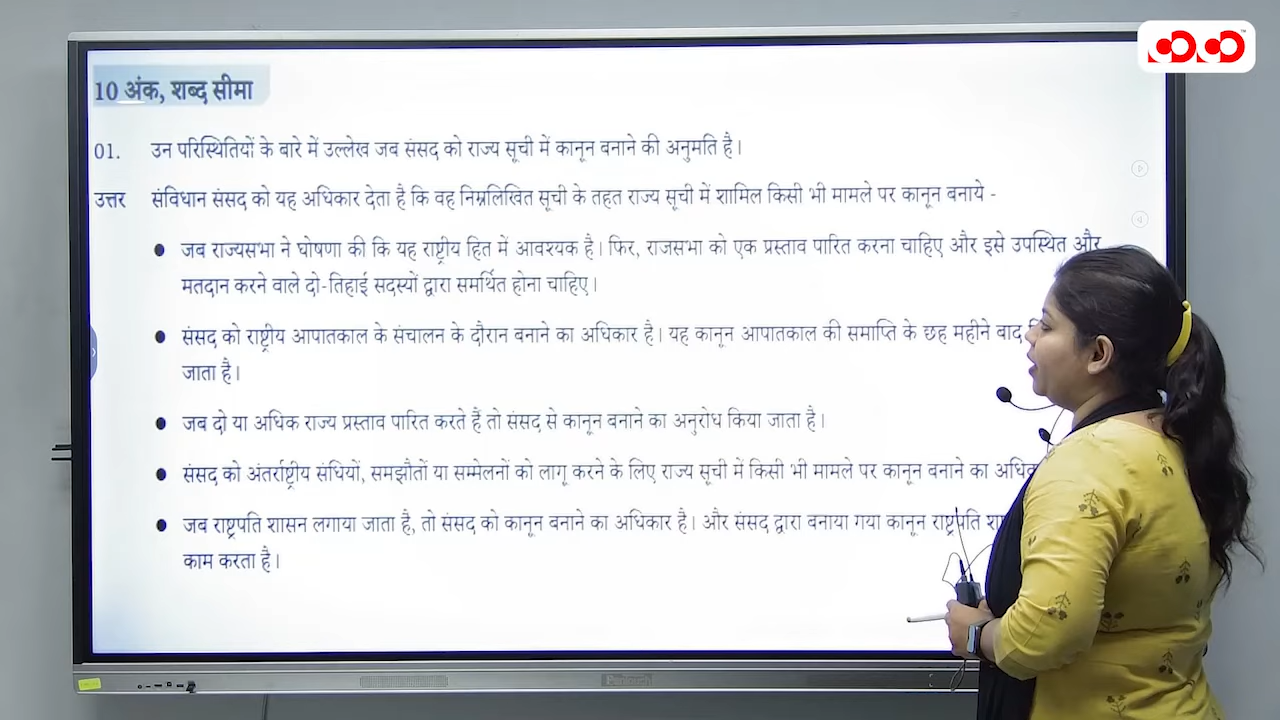 10 अंक, शब्द सीमा
01. उन परिस्थितियों के बारे में उल्लेख जब संसद को राज्य सूची में कानून बनाने की अनुमति है।
उत्तर संविधान संसद को यह अधिकार देता है कि वह निम्नलिखित सूची के तहत राज्य सूची में शामिल किसी भी मामले पर कानून बनाये -
● जब राज्यसभा ने घोषणा की कि यह राष्ट्रीय हित में आवश्यक है। फिर, राजसभा को एक प्रस्ताव पारित करना चाहिए और इसे उपस्थित और
मतदान करने वाले दो-तिहाई सदस्यों द्वारा समर्थित होना चाहिए।
● संसद को राष्ट्रीय आपातकाल के संचालन के दौरान बनाने का अधिकार है। यह कानून आपातकाल की समाप्ति के छह महीने बाद
जाता है।
● जब दो या अधिक राज्य प्रस्ताव पारित करते हैं तो संसद से कानून बनाने का अनुरोध किया जाता है।
● संसद को अंतर्राष्ट्रीय संधियों, समझौतों या सम्मेलनों को लागू करने के लिए राज्य सूची में किसी भी मामले पर कानून बनाने का
● जब राष्ट्रपति शासन लगाया जाता है, तो संसद को कानून बनाने का अधिकार है। और संसद द्वारा बनाया गया कानून राष्ट्रपति
काम करता है।